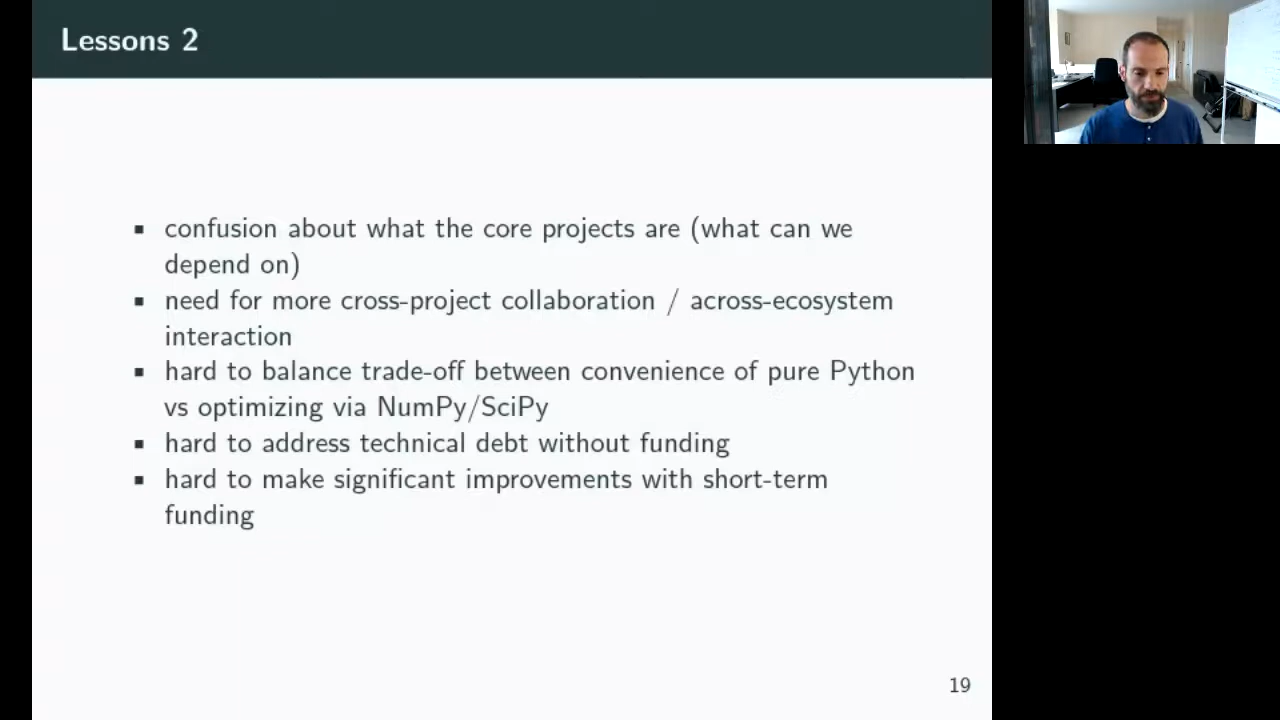 Lessons 2
▪ confusion about what the core projects are (what can we
depend on)
▪ need for more cross-project collaboration / across-ecosystem
interaction
▪ hard to balance trade-off between convenience of pure Python
vs optimizing via NumPy/SciPy
▪ hard to address technical debt without funding
▪ hard to make significant improvements with short-term
funding
19